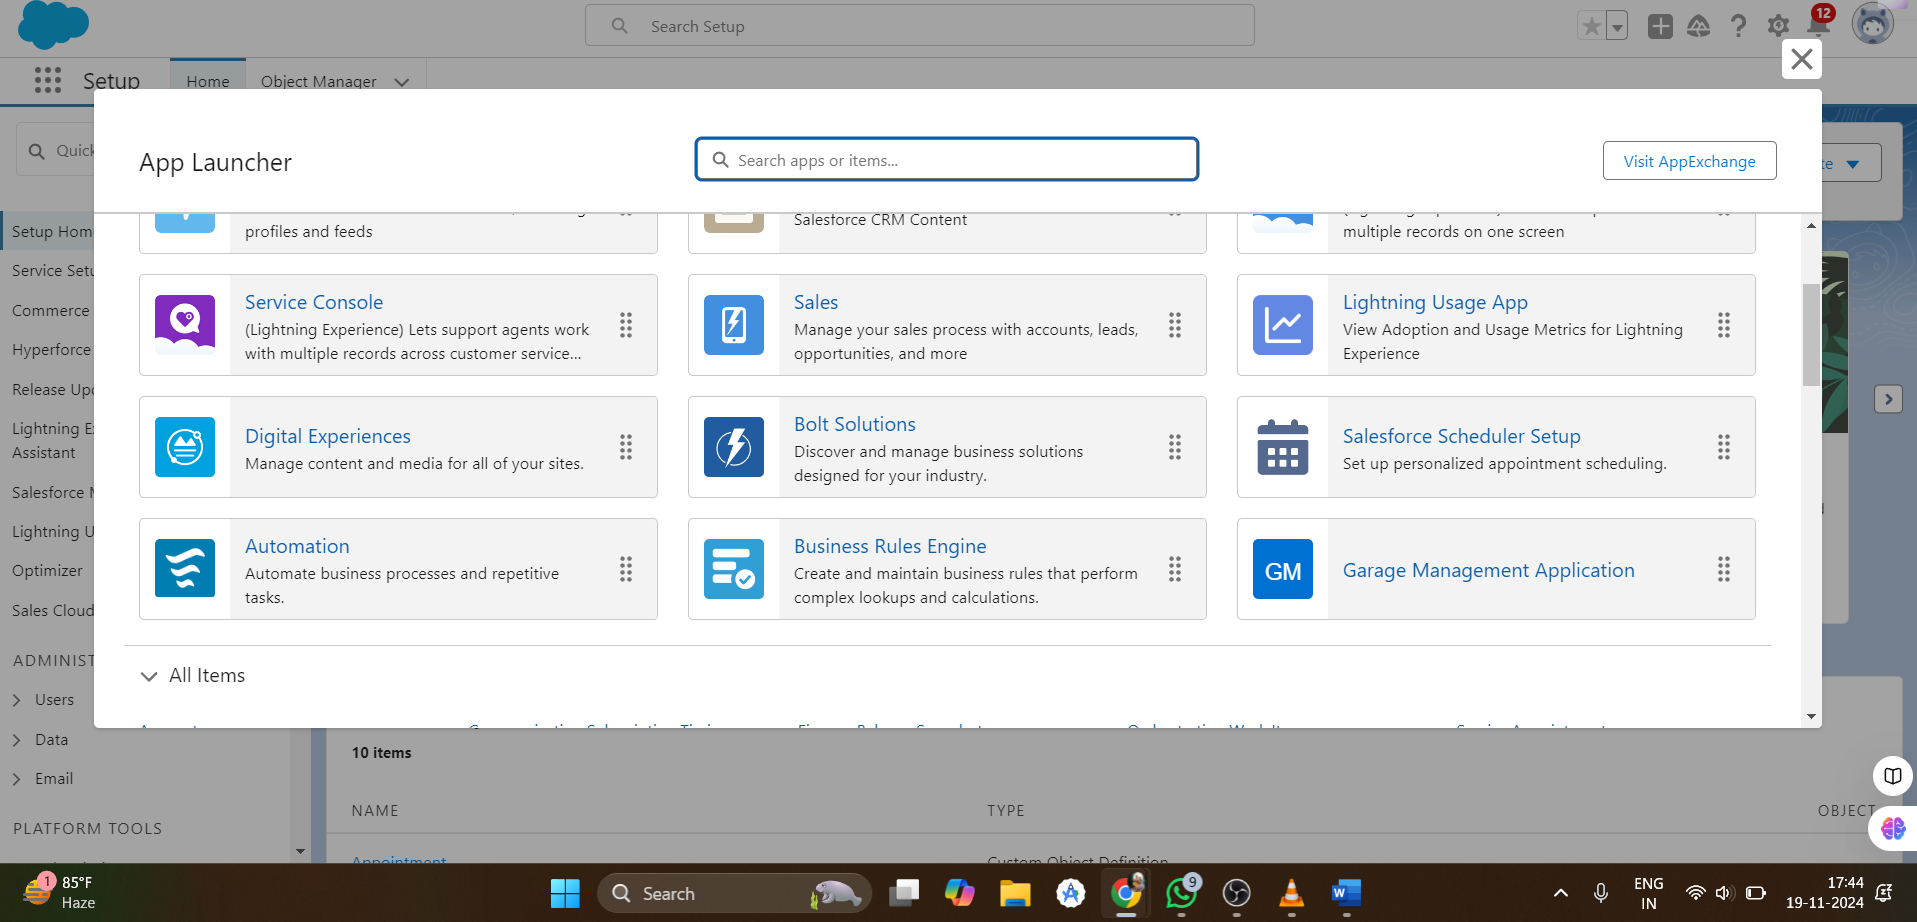 Search Setup
12
Setup
Home
Object Manager
Quick
App Launcher
Search apps or items...
Visit AppExchange
te
profiles and feeds
Salesforce CRM Content
multiple records on one screen
Setup Hom
Service Setu
Commerce
Hyperforce
Release Upd
Lightning E
Assistant
Salesforce M
Lightning U
Optimizer
Sales Cloud
ADMINIST
Users
Data
Email
PLATFORM TOOLS
Service Console
(Lightning Experience) Lets support agents work
with multiple records across customer service...
Sales
Manage your sales process with accounts, leads,
opportunities, and more
Lightning Usage App
View Adoption and Usage Metrics for Lightning
Experience
Digital Experiences
Manage content and media for all of your sites.
Bolt Solutions
Discover and manage business solutions
designed for your industry.
Salesforce Scheduler Setup
Set up personalized appointment scheduling.
Automation
Automate business processes and repetitive
tasks.
Business Rules Engine
Create and maintain business rules that perform
complex lookups and calculations.
GM
Garage Management Application
All Items
10 items
NAME
TYPE
OBJECT
Appointment
Custom Object Definition
1
85°F
Haze
Search
9
W
ENG
IN
17:44
19-11-2024